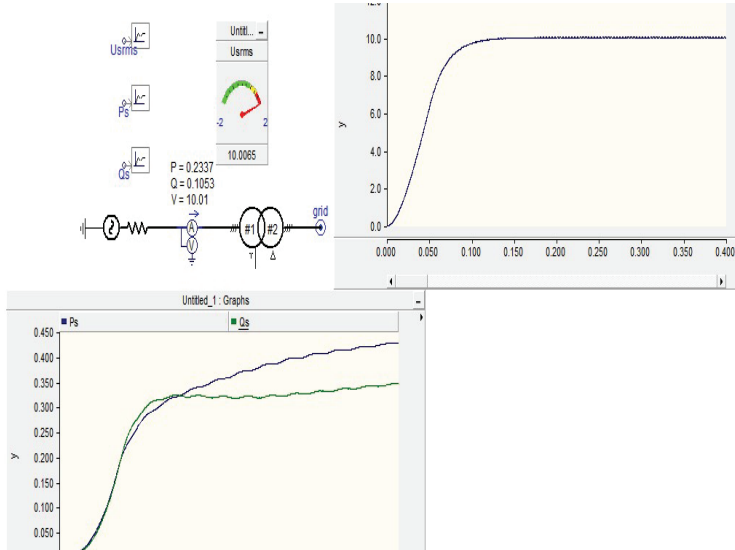 Usrms
Ps
Qs
Untitl...
Usrms
-2
2
10.0065
P = 0.2337
Q = 0.1053
V = 10.01
A
V
#1
#2
grid
12.0
10.0
8.0
6.0
4.0
2.0
0.0
y
0.000 0.050 0.100 0.150 0.200 0.250 0.300 0.350 0.400
Untitled_1 : Graphs
Ps
Qs
0.450
0.400
0.350
0.300
0.250
0.200
0.150
0.100
0.050
y